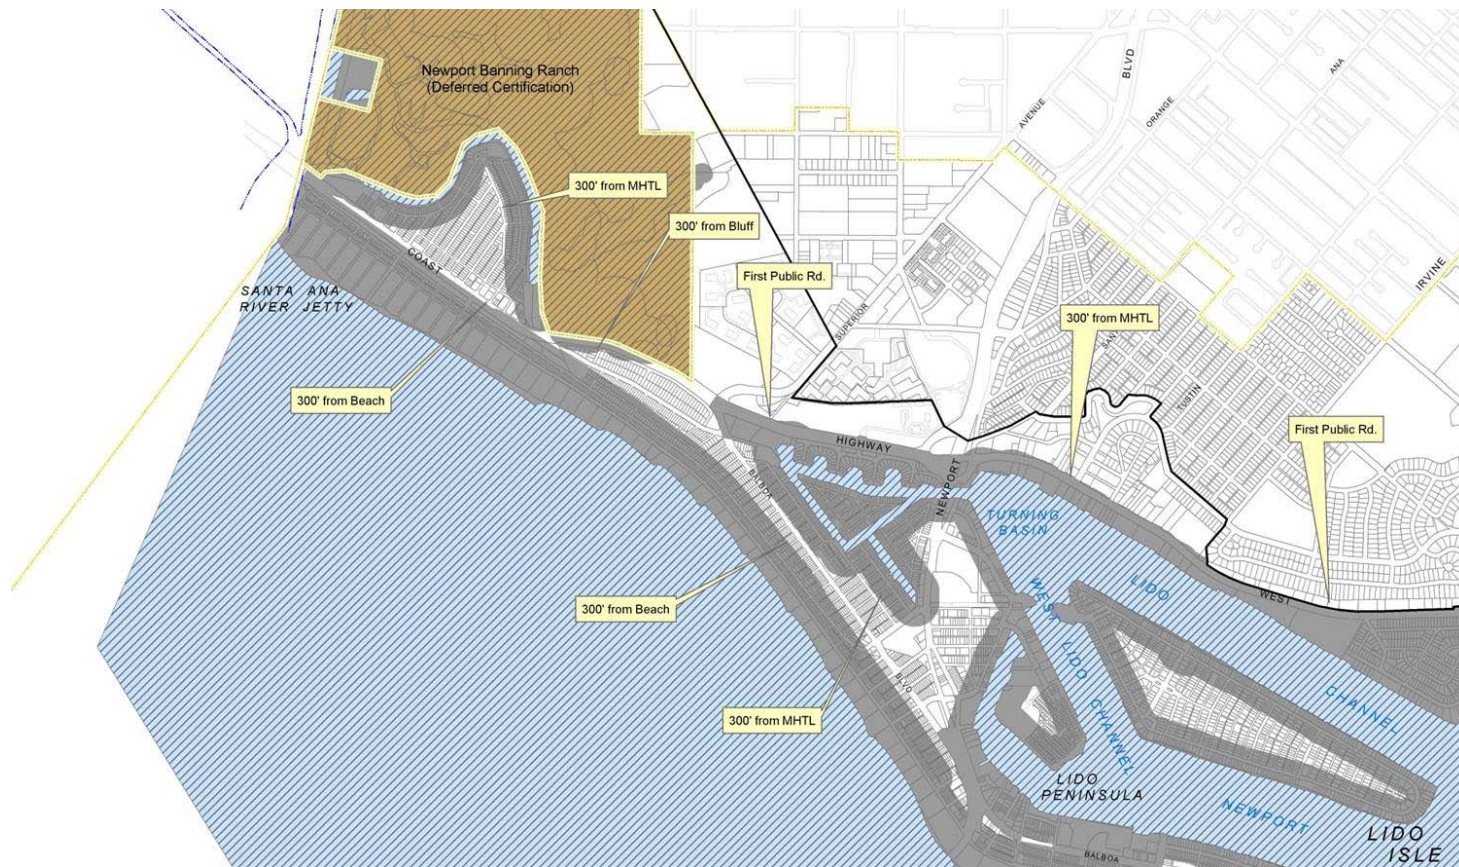 Newport Banning Ranch
(Deferred Certification)
BLVD
ANA
AVENUE
ORANGE
300' from MHTL
300' from Bluff
COAST
First Public Rd.
IRVINE
SANTA ANA
RIVER JETTY
SUPERIOR
300' from MHTL
SANTA
300' from Beach
TUSTIN
First Public Rd.
HIGHWAY
NEWPORT
BALBOA
TURNING
BASIN
LIDO
WEST
300' from Beach
WEST LIDO CHANNEL
BLVD
CHANNEL
300' from MHTL
LIDO
PENINSULA
NEWPORT
LIDO
ISLE
BALBOA